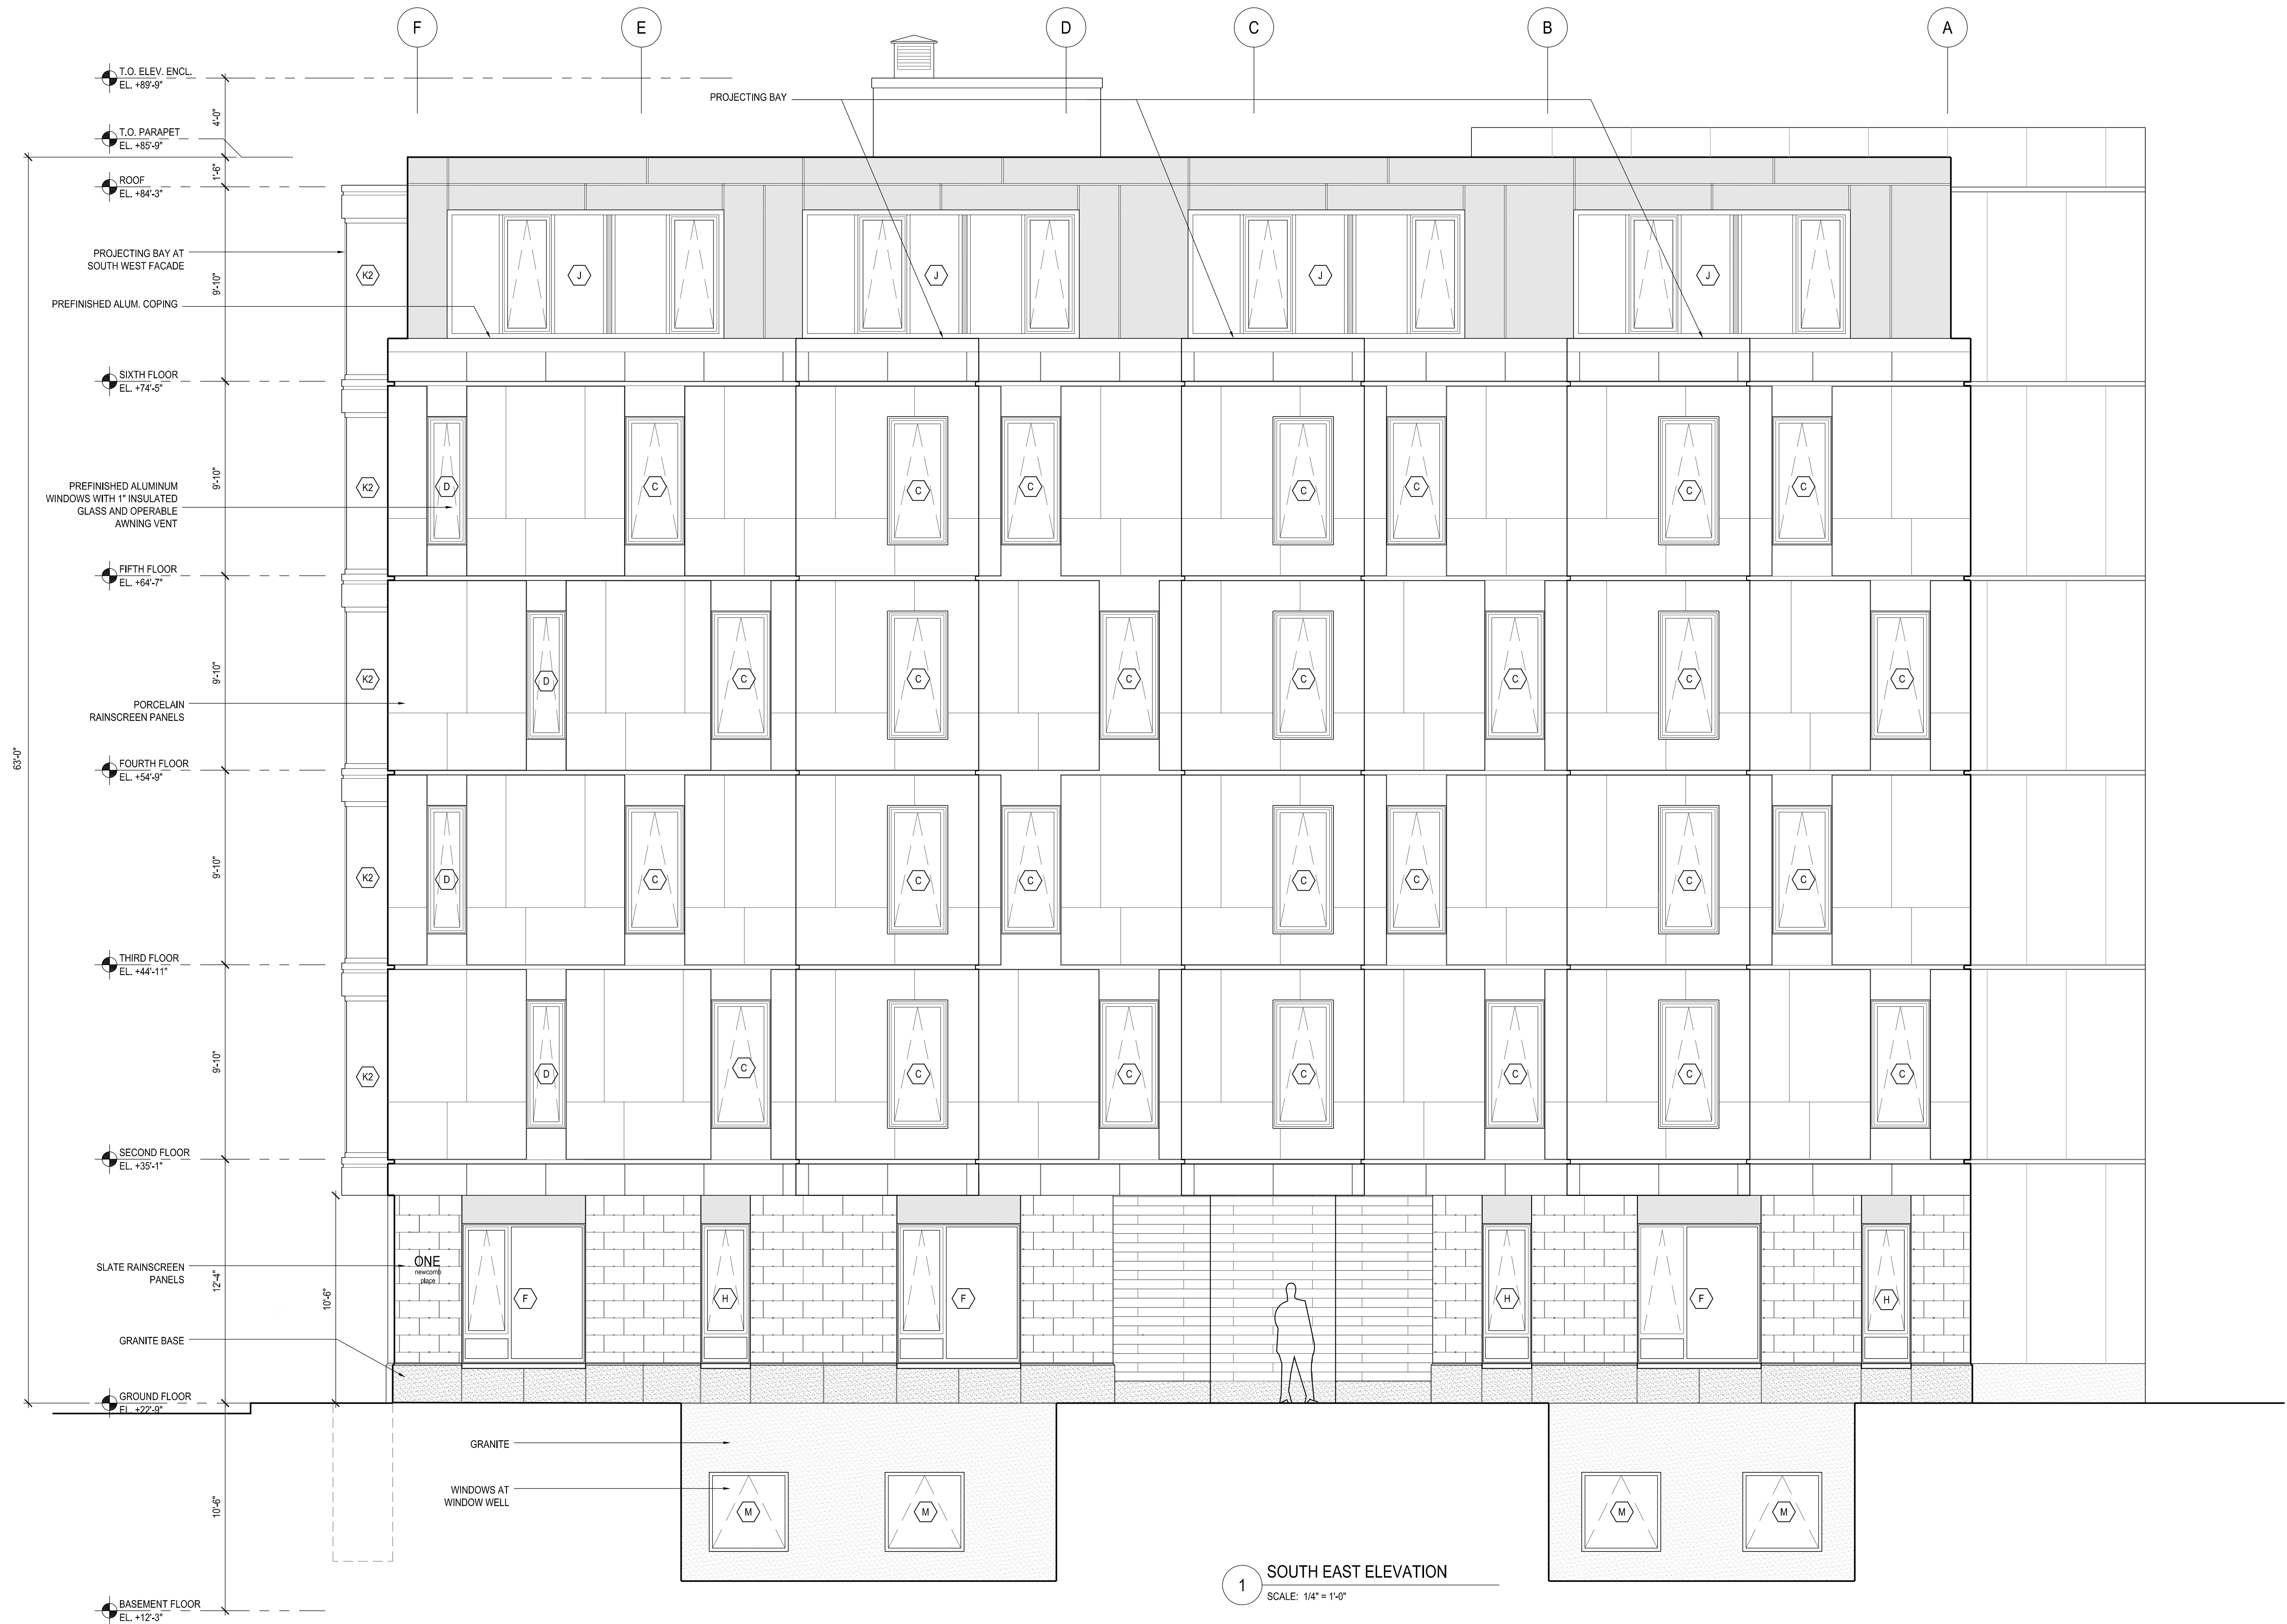 F
E
D
C
B
A
T.O. ELEV. ENCL.
EL. +89'-9"
4'-0"
PROJECTING BAY
T.O. PARAPET
EL. +85'-9"
1'-6"
ROOF
EL. +84'-3"
PROJECTING BAY AT
SOUTH WEST FACADE
9'-10"
K2
J
J
J
J
PREFINISHED ALUM. COPING
SIXTH FLOOR
EL. +74'-5"
PREFINISHED ALUMINUM
WINDOWS WITH 1" INSULATED
GLASS AND OPERABLE
AWNING VENT
9'-10"
K2
D
C
C
C
C
C
C
C
FIFTH FLOOR
EL. +64'-7"
9'-10"
K2
D
C
C
C
C
C
C
C
PORCELAIN
RAINSCREEN PANELS
63'-0"
FOURTH FLOOR
EL. +54'-9"
9'-10"
K2
D
C
C
C
C
C
C
C
THIRD FLOOR
EL. +44'-11"
9'-10"
K2
D
C
C
C
C
C
C
C
SECOND FLOOR
EL. +35'-1"
SLATE RAINSCREEN
PANELS
12'-4"
10'-6"
ONE
newcomb
place
F
H
F
H
F
H
GRANITE BASE
GROUND FLOOR
EL. +22'-9"
GRANITE
WINDOWS AT
WINDOW WELL
10'-6"
M
M
M
M
1
SOUTH EAST ELEVATION
SCALE: 1/4" = 1'-0"
BASEMENT FLOOR
EL. +12'-3"